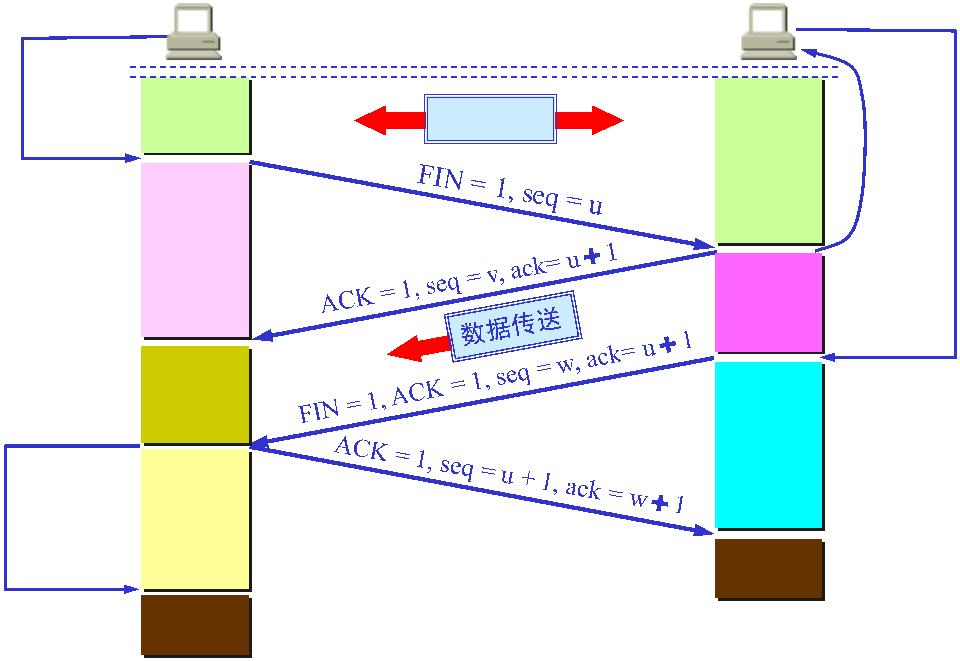 FIN = 1, seq = u
ACK = 1, seq = v, ack= u + 1
数据传送
FIN = 1, ACK = 1, seq = w, ack= u + 1
ACK = 1, seq = u + 1, ack = w + 1